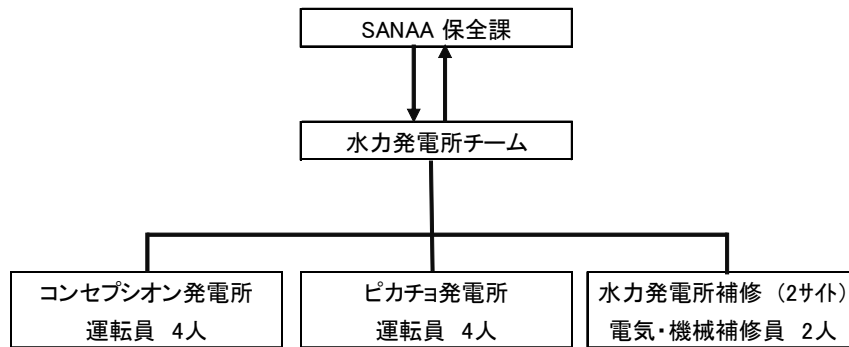 SANAA 保全課
水力発電所チーム
コンセプシオン発電所
運転員 4人
ピカチョ発電所
運転員 4人
水力発電所補修 (2サイト)
電気・機械補修員 2人